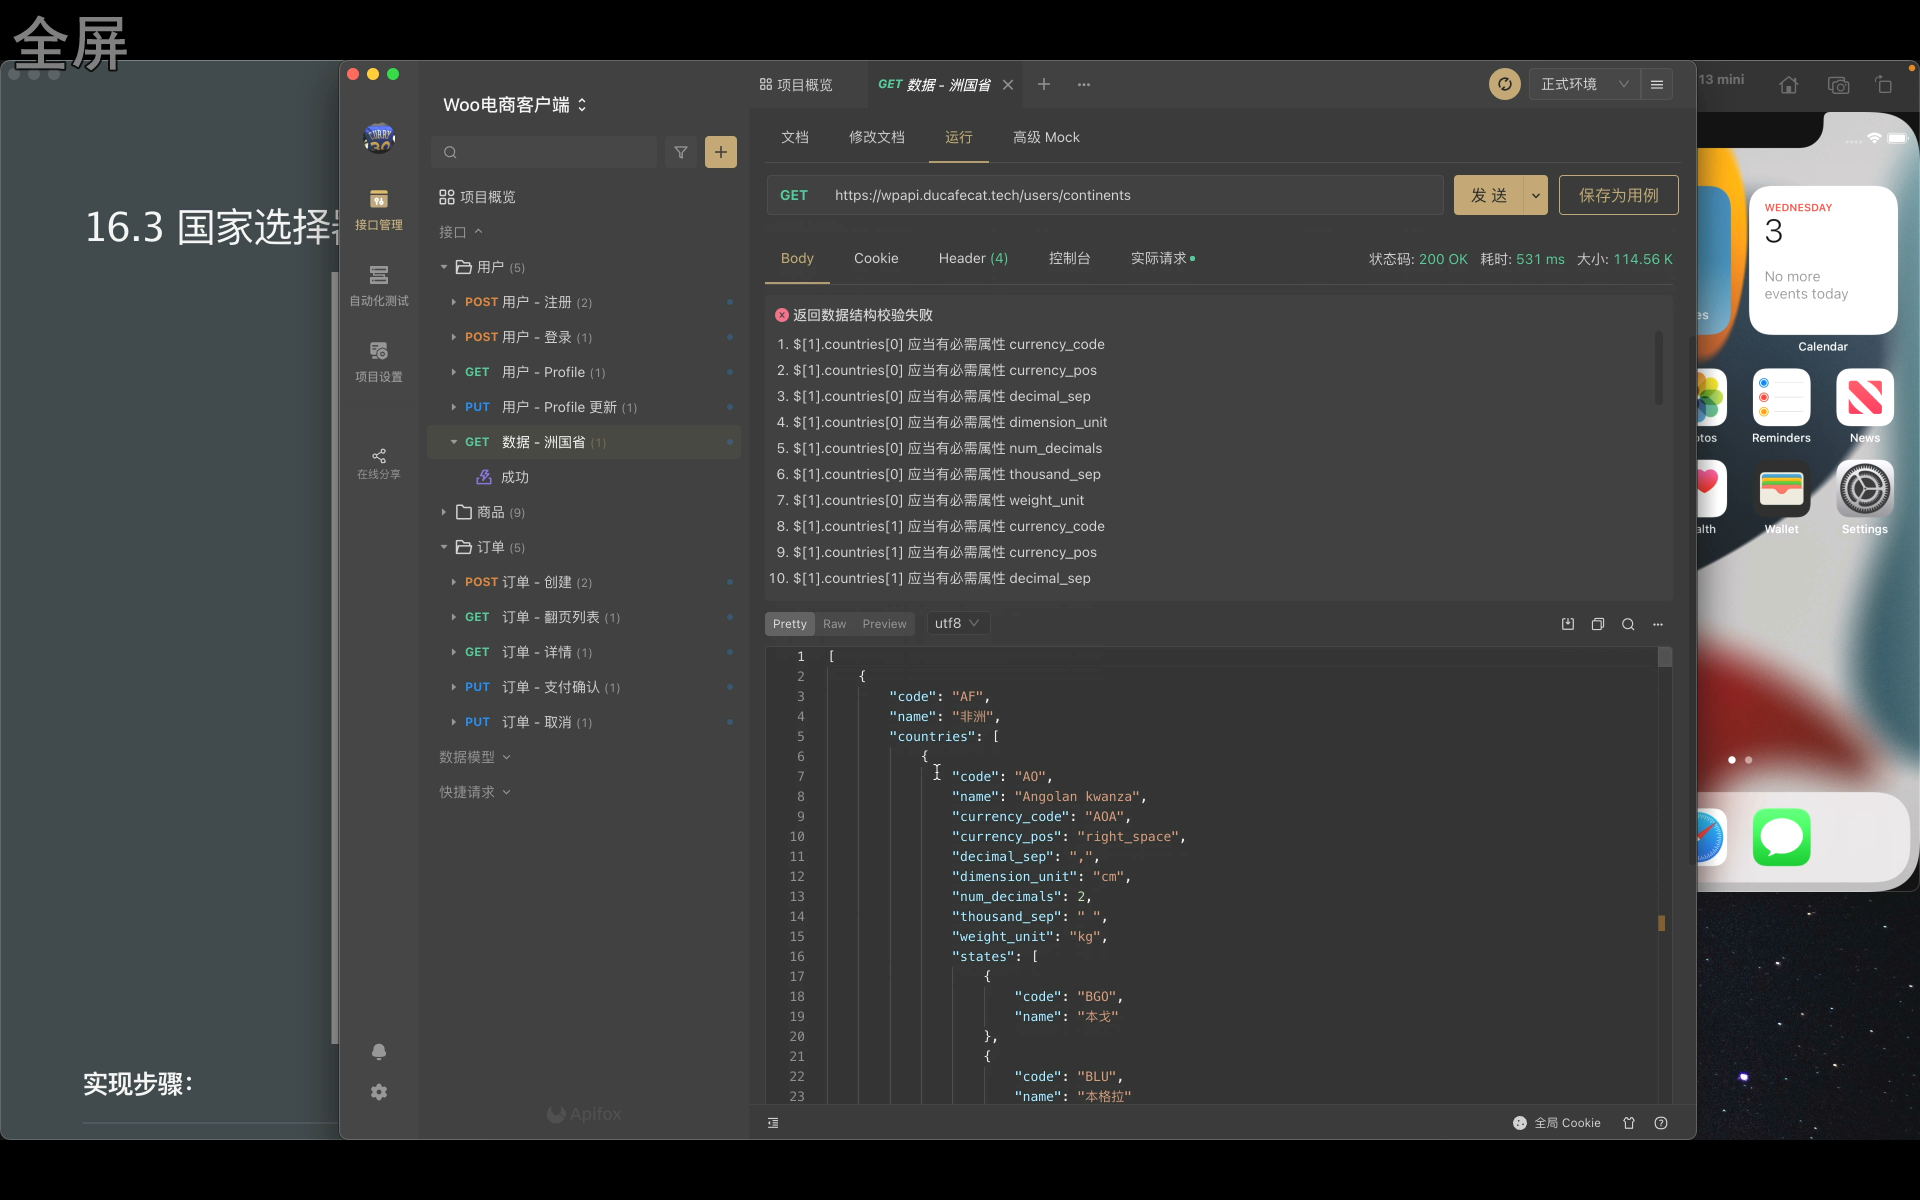 全屏
16.3 国家选择器
实现步骤：
Woo电商客户端
接口管理
自动化测试
项目设置
在线分享
项目概览
接口
用户 (5)
POST 用户 - 注册 (2)
POST 用户 - 登录 (1)
GET 用户 - Profile (1)
PUT 用户 - Profile 更新 (1)
GET 数据 - 洲国省 (1)
成功
商品 (9)
订单 (5)
POST 订单 - 创建 (2)
GET 订单 - 翻页列表 (1)
GET 订单 - 详情 (1)
PUT 订单 - 支付确认 (1)
PUT 订单 - 取消 (1)
数据模型
快捷请求
Apifox
项目概览
GET 数据 - 洲国省
正式环境
文档 修改文档 运行 高级 Mock
GET https://wpapi.ducafecat.tech/users/continents
发 送
保存为用例
Body Cookie Header (4) 控制台 实际请求
状态码: 200 OK 耗时: 531 ms 大小: 114.56 K
返回数据结构校验失败
1. $[1].countries[0] 应当有必需属性 currency_code
2. $[1].countries[0] 应当有必需属性 currency_pos
3. $[1].countries[0] 应当有必需属性 decimal_sep
4. $[1].countries[0] 应当有必需属性 dimension_unit
5. $[1].countries[0] 应当有必需属性 num_decimals
6. $[1].countries[0] 应当有必需属性 thousand_sep
7. $[1].countries[0] 应当有必需属性 weight_unit
8. $[1].countries[1] 应当有必需属性 currency_code
9. $[1].countries[1] 应当有必需属性 currency_pos
10. $[1].countries[1] 应当有必需属性 decimal_sep
Pretty Raw Preview utf8
1 [
2 {
3 "code": "AF",
4 "name": "非洲",
5 "countries": [
6 {
7 "code": "AO",
8 "name": "Angolan kwanza",
9 "currency_code": "AOA",
10 "currency_pos": "right_space",
11 "decimal_sep": ",",
12 "dimension_unit": "cm",
13 "num_decimals": 2,
14 "thousand_sep": " ",
15 "weight_unit": "kg",
16 "states": [
17 {
18 "code": "BGO",
19 "name": "本戈"
20 },
21 {
22 "code": "BLU",
23 "name": "本格拉"
全局 Cookie
13 mini
WEDNESDAY
3
No more
events today
es
Calendar
tos
Reminders
News
alth
Wallet
Settings